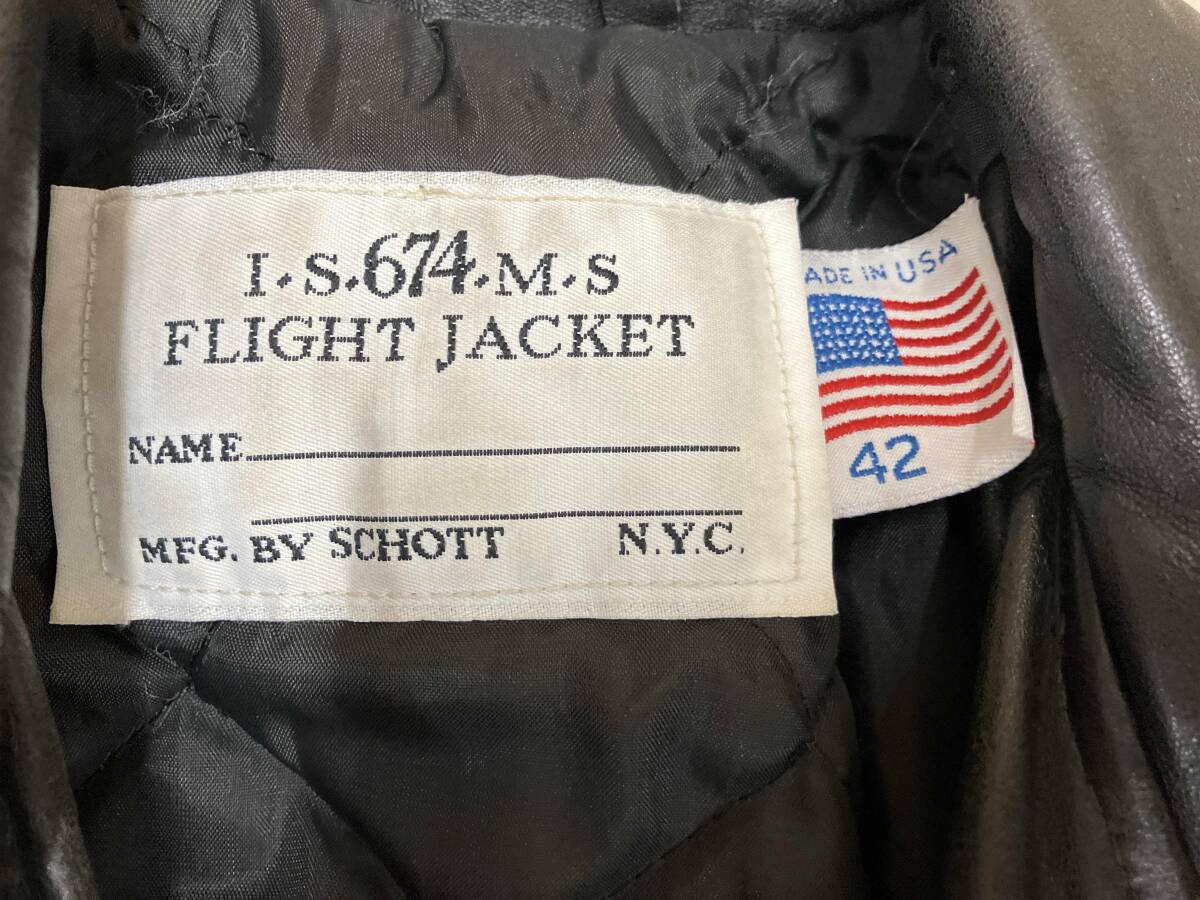 I.S.674.M.S
FLIGHT JACKET
NAME
MFG. BY SCHOTT N.Y.C.
ADE IN USA
42